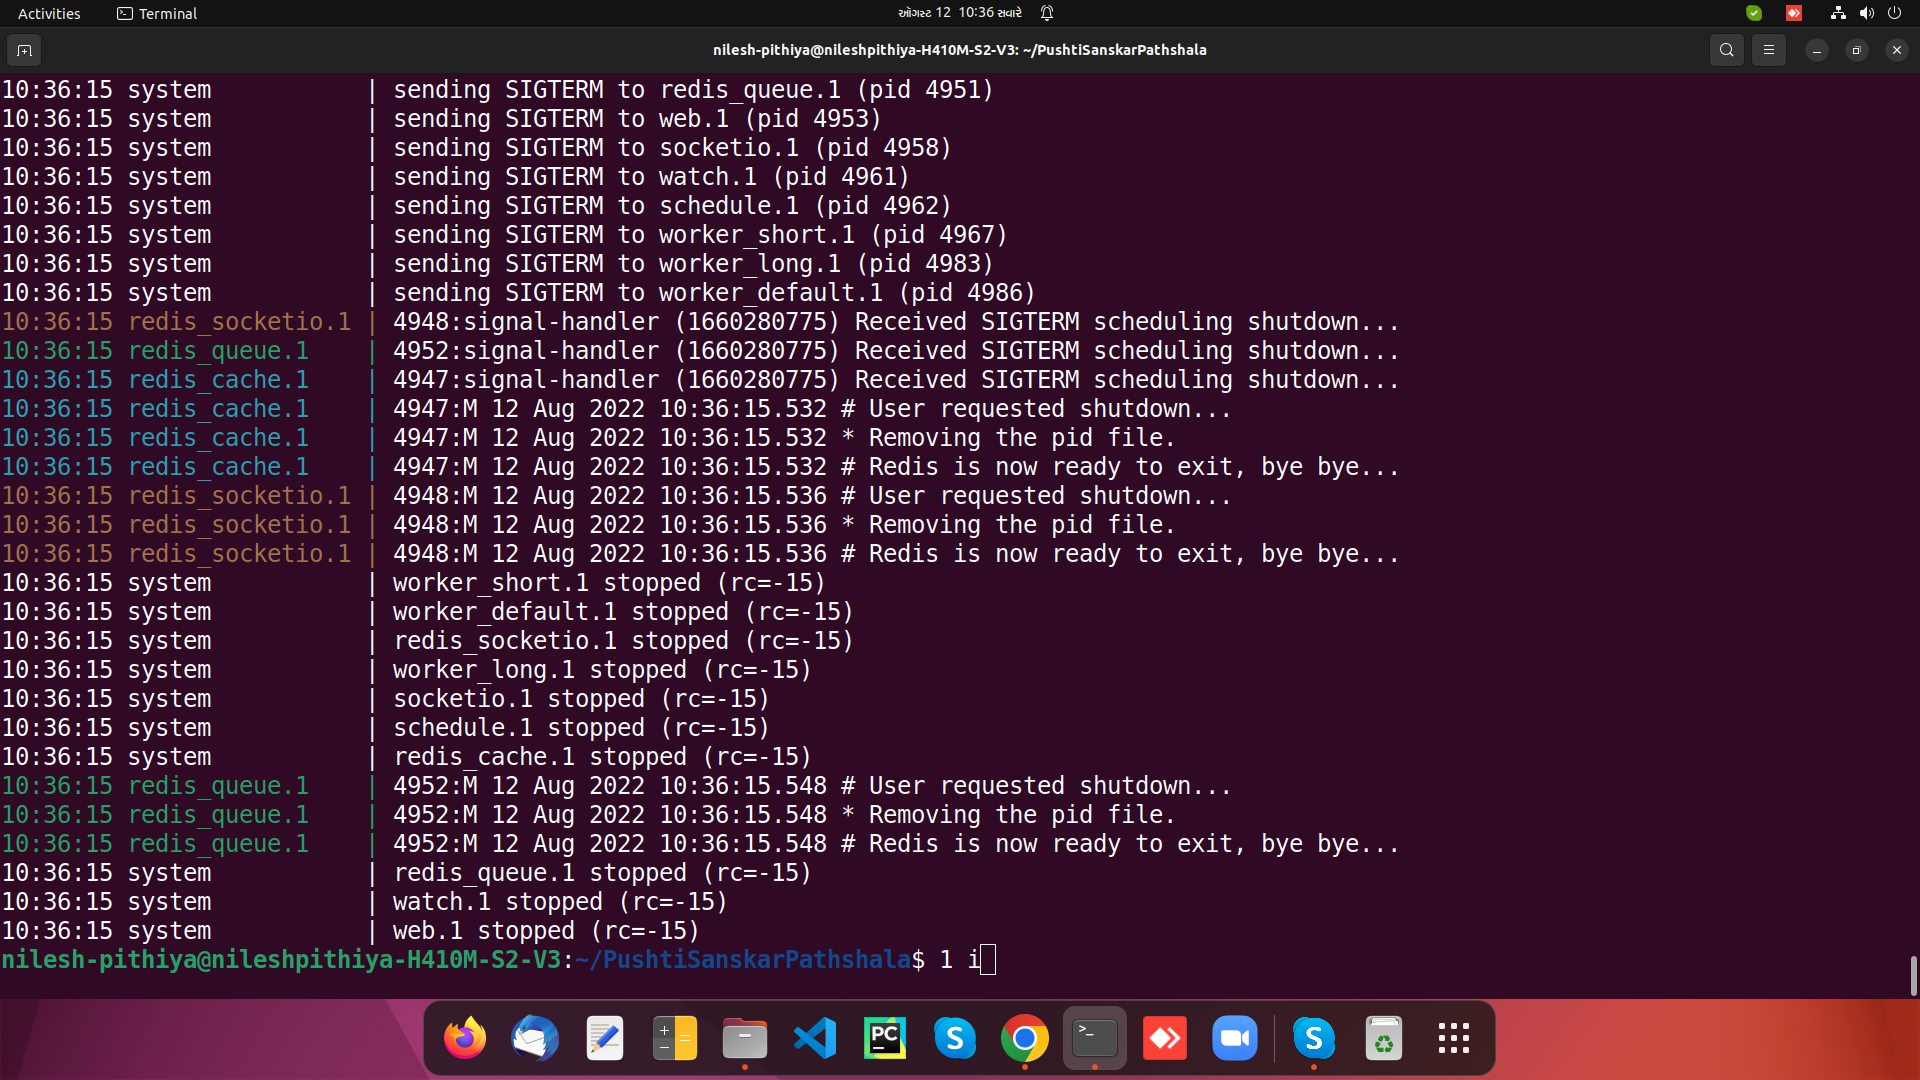 Activities
Terminal
ઑગસ્ટ 12 10:36 સવારે
nilesh-pithiya@nileshpithiya-H410M-S2-V3: ~/PushtiSanskarPathshala
10:36:15 system | sending SIGTERM to redis_queue.1 (pid 4951)
10:36:15 system | sending SIGTERM to web.1 (pid 4953)
10:36:15 system | sending SIGTERM to socketio.1 (pid 4958)
10:36:15 system | sending SIGTERM to watch.1 (pid 4961)
10:36:15 system | sending SIGTERM to schedule.1 (pid 4962)
10:36:15 system | sending SIGTERM to worker_short.1 (pid 4967)
10:36:15 system | sending SIGTERM to worker_long.1 (pid 4983)
10:36:15 system | sending SIGTERM to worker_default.1 (pid 4986)
10:36:15 redis_socketio.1 | 4948:signal-handler (1660280775) Received SIGTERM scheduling shutdown...
10:36:15 redis_queue.1 | 4952:signal-handler (1660280775) Received SIGTERM scheduling shutdown...
10:36:15 redis_cache.1 | 4947:signal-handler (1660280775) Received SIGTERM scheduling shutdown...
10:36:15 redis_cache.1 | 4947:M 12 Aug 2022 10:36:15.532 # User requested shutdown...
10:36:15 redis_cache.1 | 4947:M 12 Aug 2022 10:36:15.532 * Removing the pid file.
10:36:15 redis_cache.1 | 4947:M 12 Aug 2022 10:36:15.532 # Redis is now ready to exit, bye bye...
10:36:15 redis_socketio.1 | 4948:M 12 Aug 2022 10:36:15.536 # User requested shutdown...
10:36:15 redis_socketio.1 | 4948:M 12 Aug 2022 10:36:15.536 * Removing the pid file.
10:36:15 redis_socketio.1 | 4948:M 12 Aug 2022 10:36:15.536 # Redis is now ready to exit, bye bye...
10:36:15 system | worker_short.1 stopped (rc=-15)
10:36:15 system | worker_default.1 stopped (rc=-15)
10:36:15 system | redis_socketio.1 stopped (rc=-15)
10:36:15 system | worker_long.1 stopped (rc=-15)
10:36:15 system | socketio.1 stopped (rc=-15)
10:36:15 system | schedule.1 stopped (rc=-15)
10:36:15 system | redis_cache.1 stopped (rc=-15)
10:36:15 redis_queue.1 | 4952:M 12 Aug 2022 10:36:15.548 # User requested shutdown...
10:36:15 redis_queue.1 | 4952:M 12 Aug 2022 10:36:15.548 * Removing the pid file.
10:36:15 redis_queue.1 | 4952:M 12 Aug 2022 10:36:15.548 # Redis is now ready to exit, bye bye...
10:36:15 system | redis_queue.1 stopped (rc=-15)
10:36:15 system | watch.1 stopped (rc=-15)
10:36:15 system | web.1 stopped (rc=-15)
nilesh-pithiya@nileshpithiya-H410M-S2-V3:~/PushtiSanskarPathshala$ 1 i